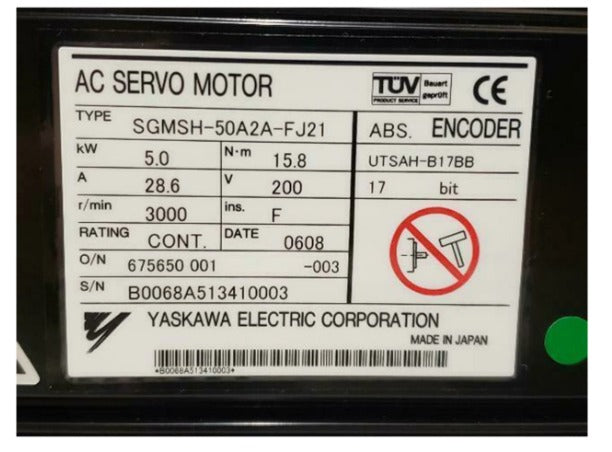 AC SERVO MOTOR
TÜV Bauart geprüft
PRODUCT SERVICE
CE
TYPE SGMSH-50A2A-FJ21
ABS. ENCODER
kW 5.0 N·m 15.8
UTSAH-B17BB
A 28.6 V 200
17 bit
r/min 3000 ins. F
RATING CONT. DATE 0608
O/N 675650 001 -003
S/N B0068A513410003
YASKAWA ELECTRIC CORPORATION
MADE IN JAPAN
*B0068A513410003*